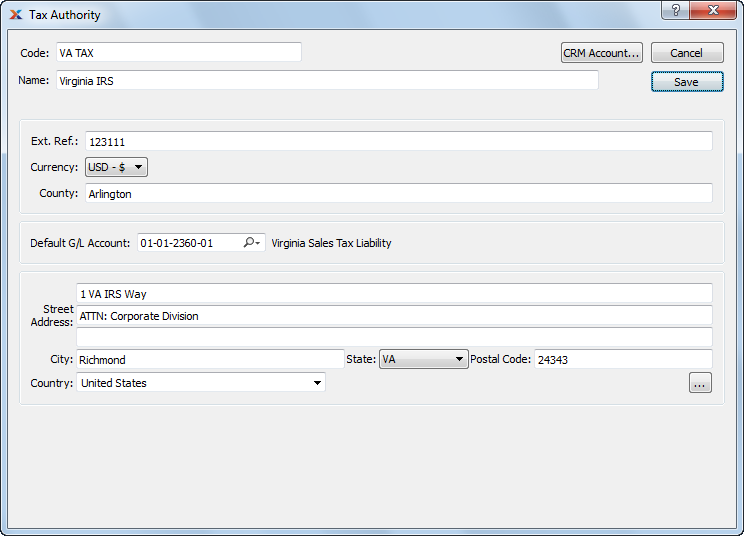 Tax Authority
Code: VA TAX CRM Account... Cancel
Name: Virginia IRS Save
Ext. Ref.: 123111
Currency: USD - $
County: Arlington
Default G/L Account: 01-01-2360-01 Virginia Sales Tax Liability
1 VA IRS Way
Street
Address: ATTN: Corporate Division
City: Richmond State: VA Postal Code: 24343
Country: United States ...